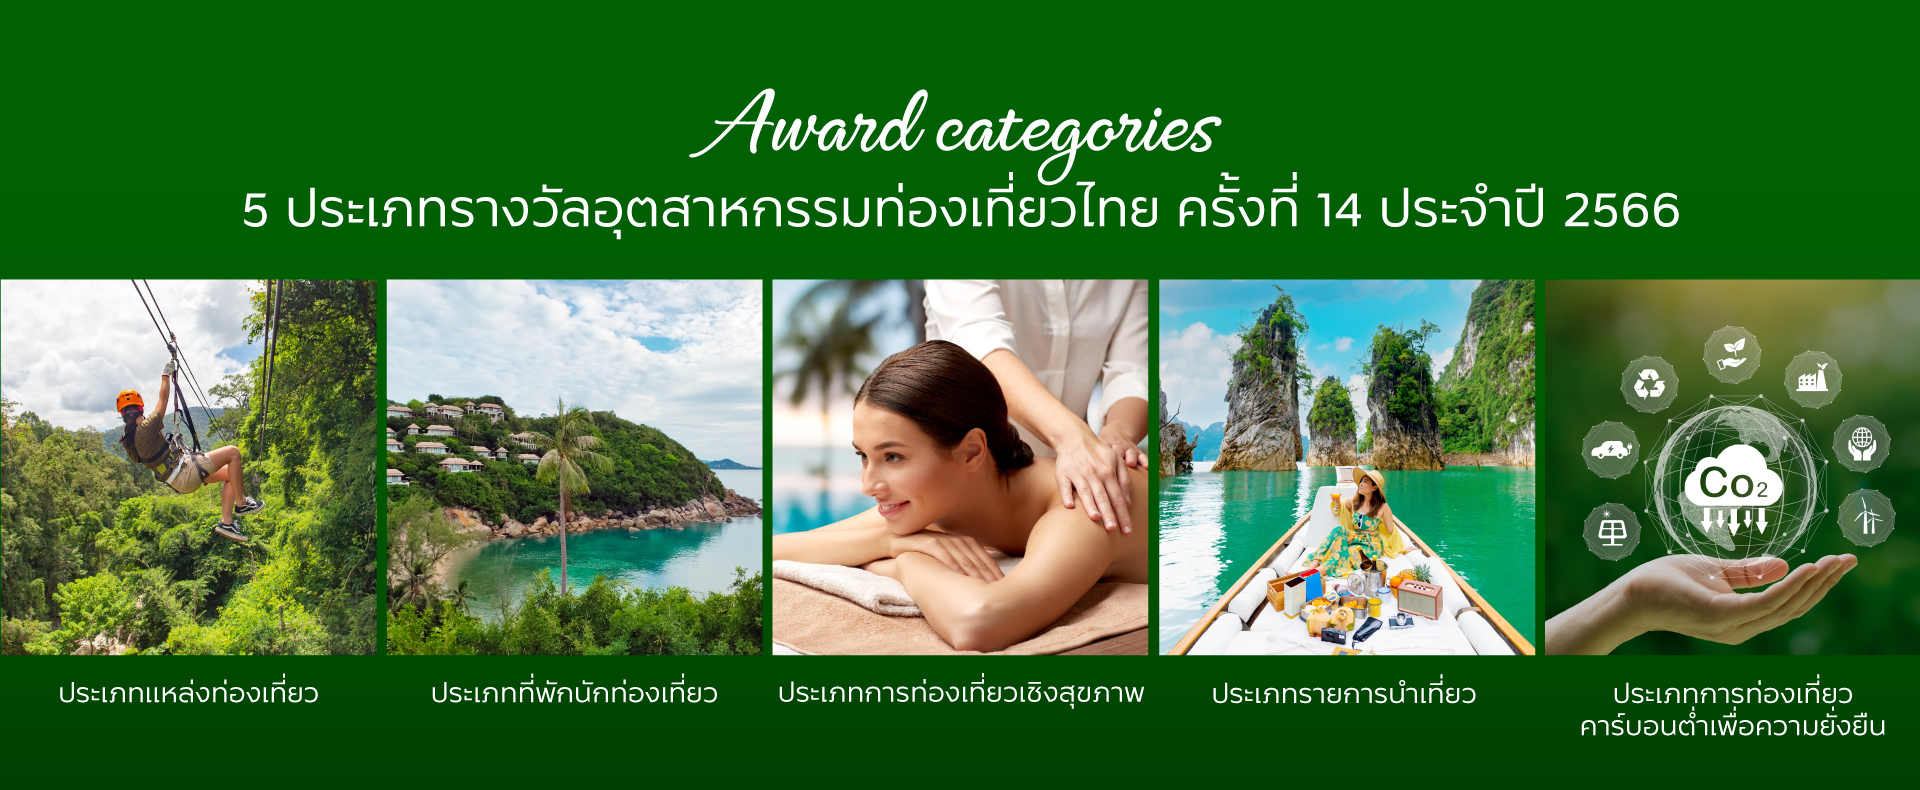 Award categories
5 ประเภทรางวัลอุตสาหกรรมท่องเที่ยวไทย ครั้งที่ 14 ประจำปี 2566
Co2
ประเภทแหล่งท่องเที่ยว
ประเภทที่พักนักท่องเที่ยว
ประเภทการท่องเที่ยวเชิงสุขภาพ
ประเภทรายการนำเที่ยว
ประเภทการท่องเที่ยว
คาร์บอนต่ำเพื่อความยั่งยืน